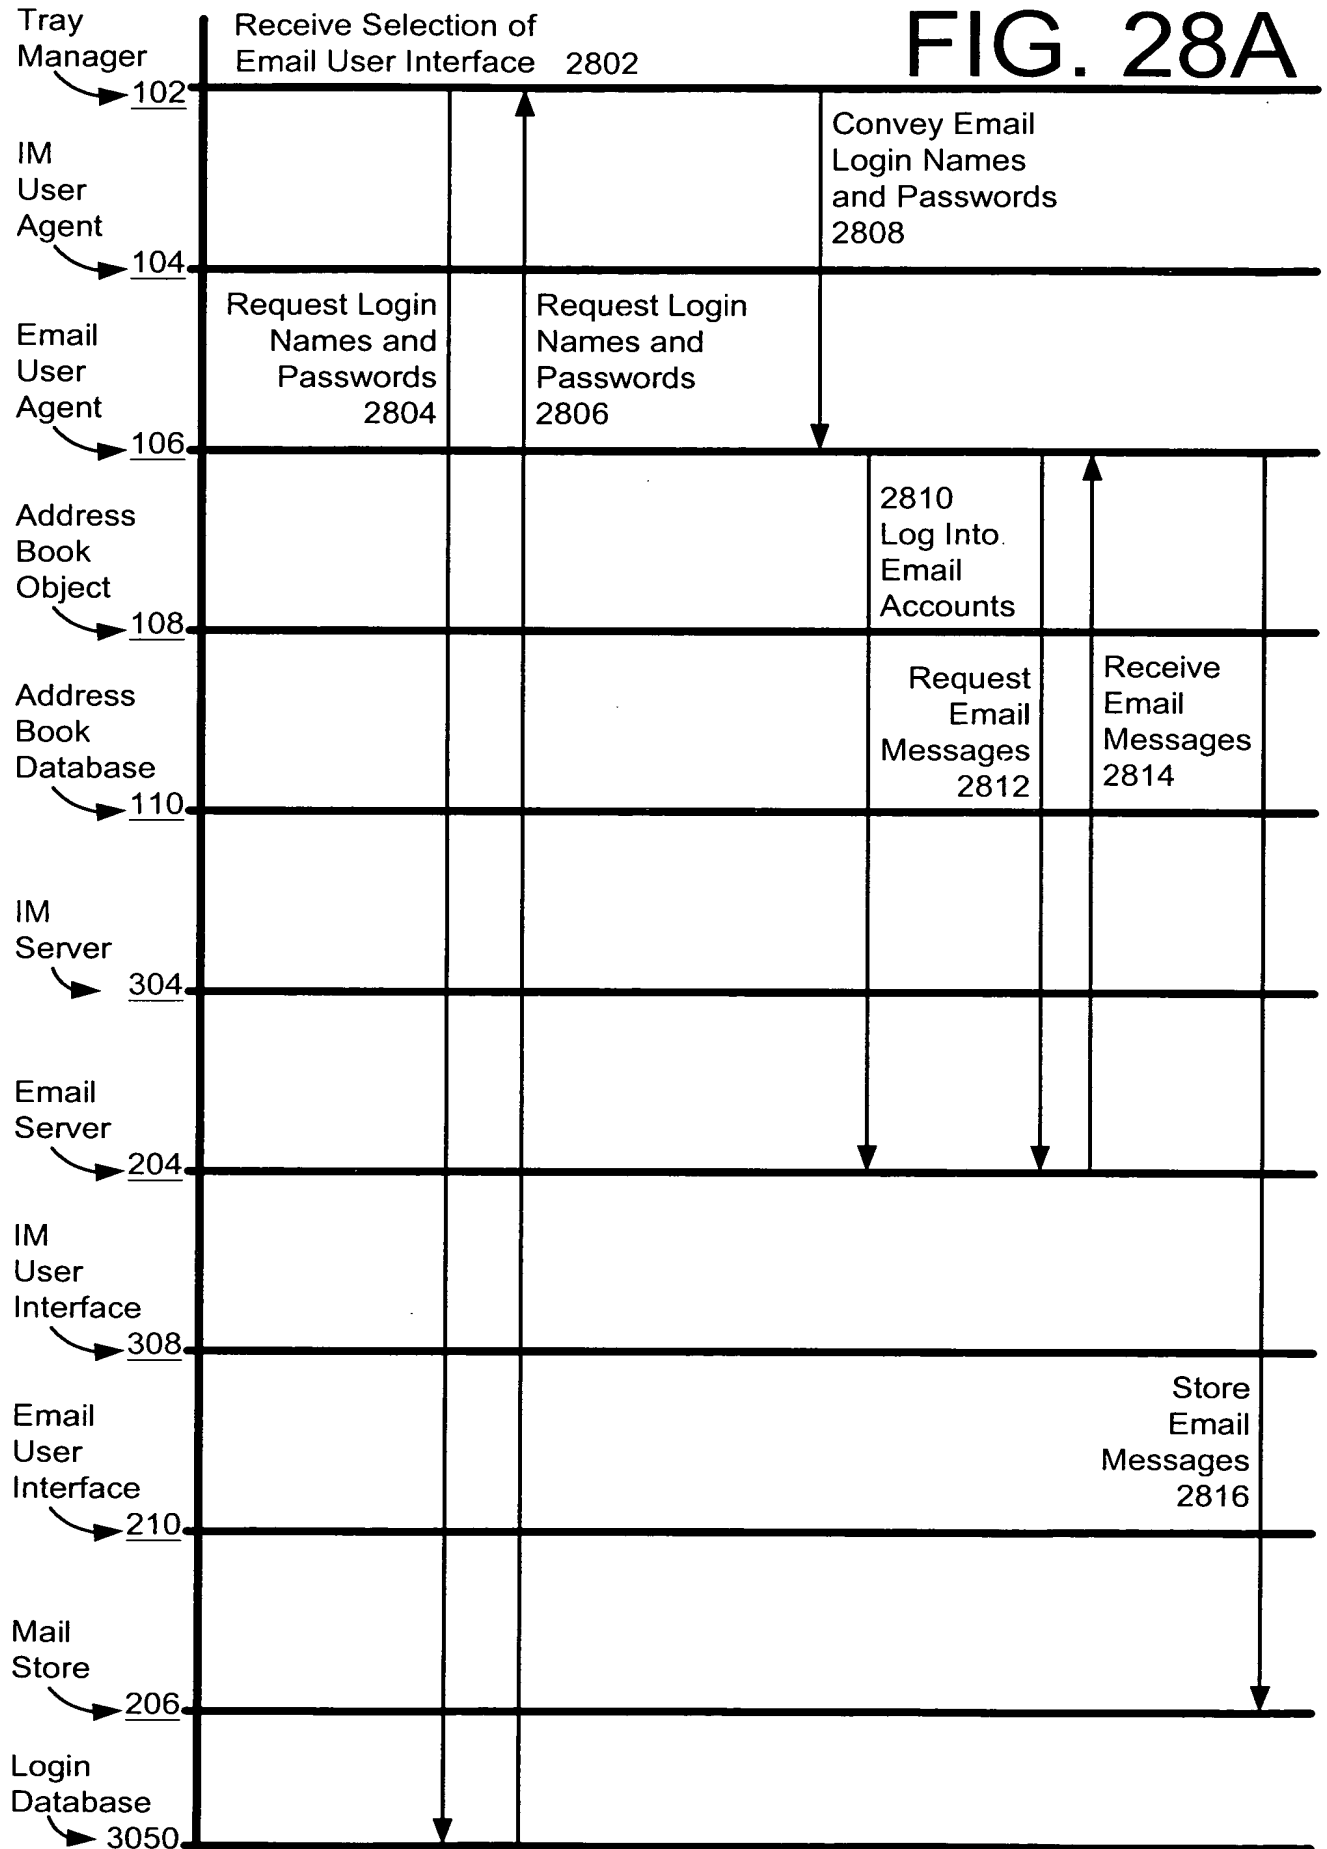 FIG. 28A
Tray
Manager
102
Receive Selection of
Email User Interface 2802
IM
User
Agent
104
Convey Email
Login Names
and Passwords
2808
Email
User
Agent
106
Request Login
Names and
Passwords
2804
Request Login
Names and
Passwords
2806
Address
Book
Object
108
2810
Log Into
Email
Accounts
Address
Book
Database
110
Request
Email
Messages
2812
Receive
Email
Messages
2814
IM
Server
304
Email
Server
204
IM
User
Interface
308
Email
User
Interface
210
Store
Email
Messages
2816
Mail
Store
206
Login
Database
3050